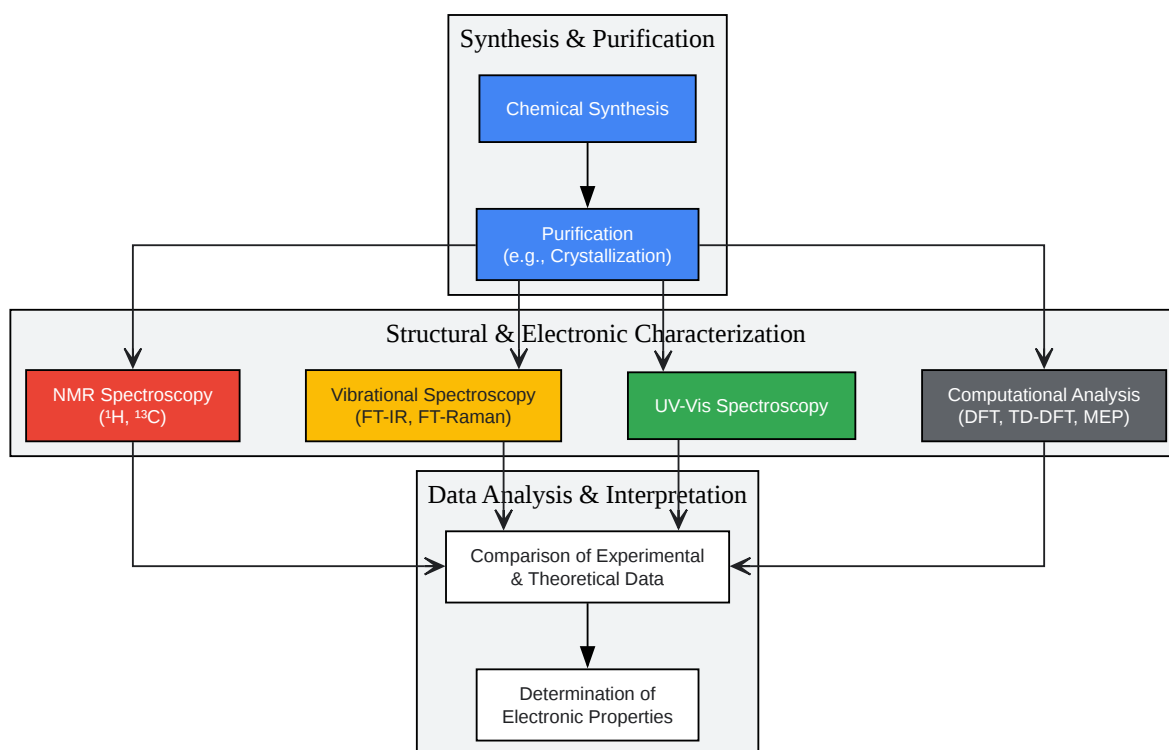 Synthesis & Purification
Chemical Synthesis
Purification
(e.g., Crystallization)
Structural & Electronic Characterization
NMR Spectroscopy
(¹H, ¹³C)
Vibrational Spectroscopy
(FT-IR, FT-Raman)
UV-Vis Spectroscopy
Computational Analysis
(DFT, TD-DFT, MEP)
Data Analysis & Interpretation
Comparison of Experimental
& Theoretical Data
Determination of
Electronic Properties